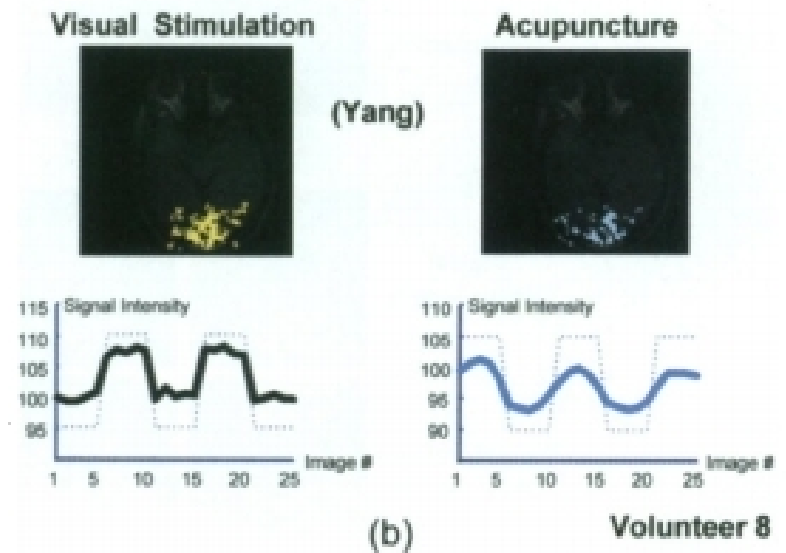 Visual Stimulation
Acupuncture
(Yang)
115
Signal Intensity
110
105
100
95
Image #
1 5 10 15 20 25
110
Signal Intensity
105
100
95
90
Image #
1 5 10 15 20 25
(b)
Volunteer 8